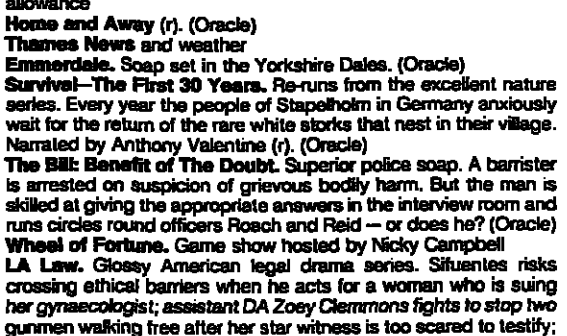 allowance
Home and Away (r). (Oracle)
Thames News and weather
Emmerdale. Soap set in the Yorkshire Dales. (Oracle)
Survival—The First 30 Years. Re-runs from the excellent nature
series. Every year the people of Stapelholm in Germany anxiously
wait for the return of the rare white storks that nest in their village.
Narrated by Anthony Valentine (r). (Oracle)
The Bill: Benefit of The Doubt. Superior police soap. A barrister
is arrested on suspicion of grievous bodily harm. But the man is
skilled at giving the appropriate answers in the interview room and
runs circles round officers Roach and Reid — or does he? (Oracle)
Wheel of Fortune. Game show hosted by Nicky Campbell
LA Law. Glossy American legal drama series. Sifuentes risks
crossing ethical barriers when he acts for a woman who is suing
her gynaecologist; assistant DA Zoey Clemmons fights to stop two
gunmen walking free after her star witness is too scared to testify;